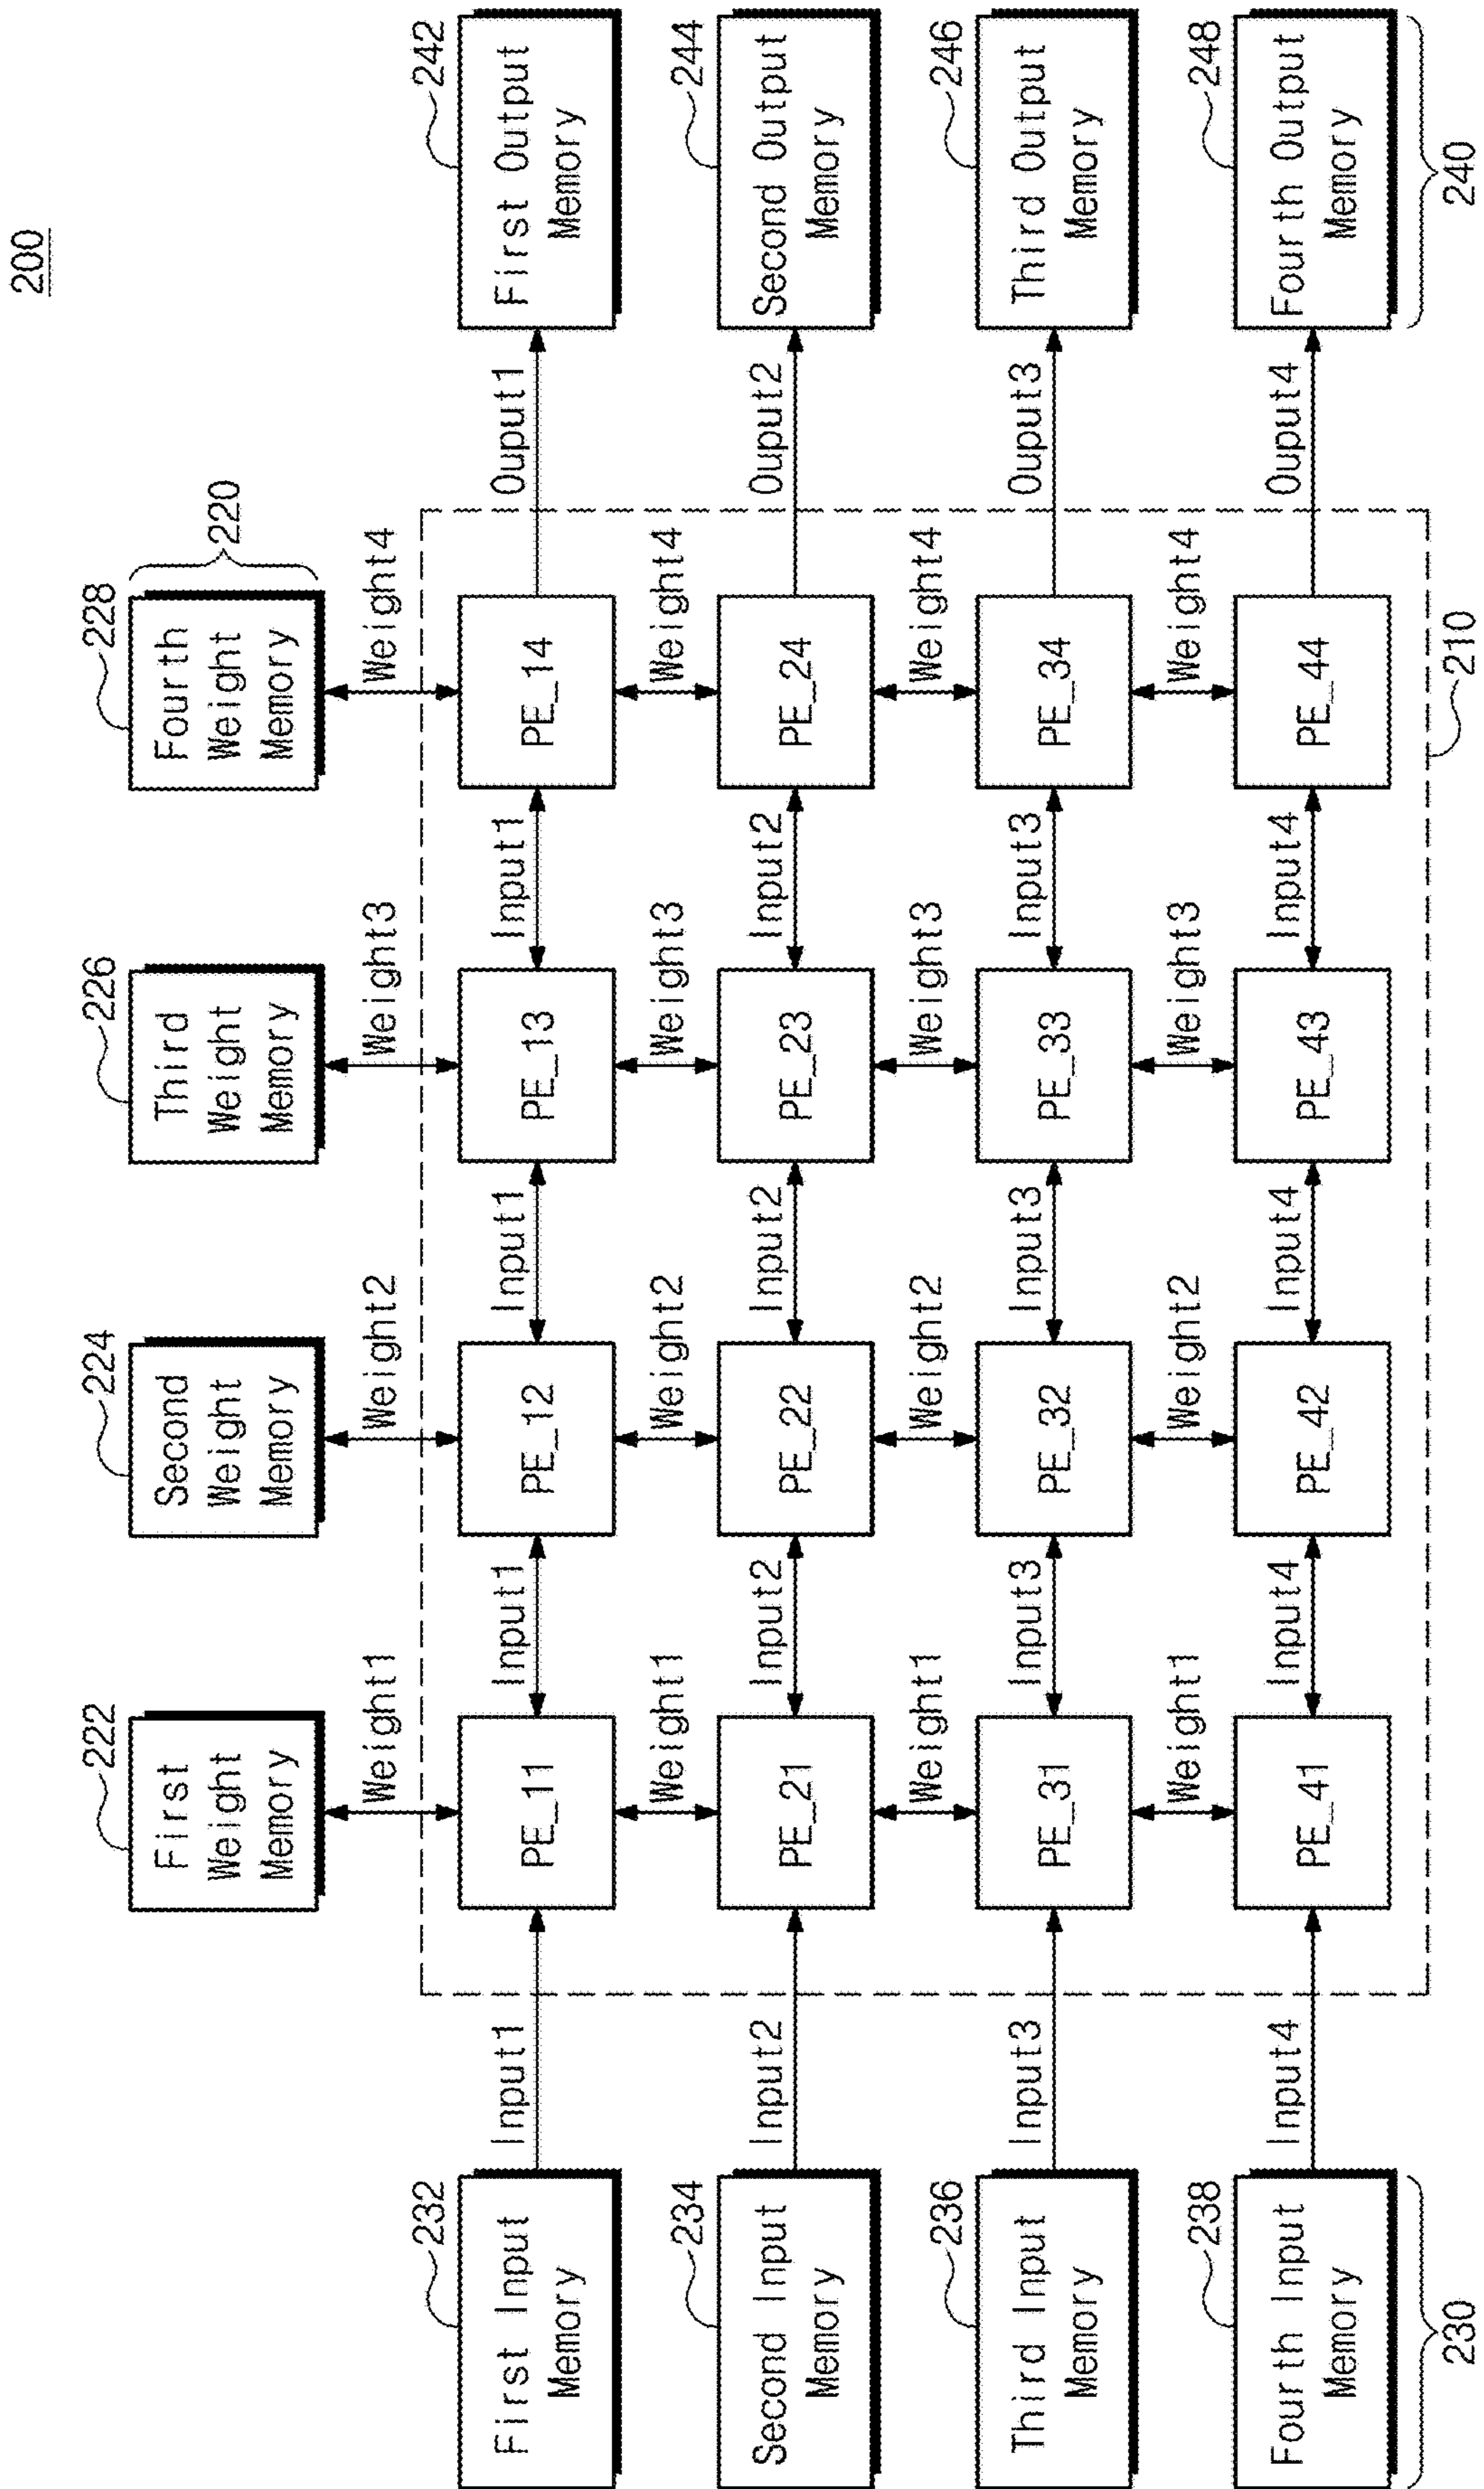 200
222
224
226
228
220
First
Weight
Memory
Second
Weight
Memory
Third
Weight
Memory
Fourth
Weight
Memory
Weight1
Weight2
Weight3
Weight4
232
242
First Input
Memory
Input1
PE_11
Input1
PE_12
Input1
PE_13
Input1
PE_14
Ouput1
First Output
Memory
Weight1
Weight2
Weight3
Weight4
234
244
Second Input
Memory
Input2
PE_21
Input2
PE_22
Input2
PE_23
Input2
PE_24
Ouput2
Second Output
Memory
Weight1
Weight2
Weight3
Weight4
236
246
Third Input
Memory
Input3
PE_31
Input3
PE_32
Input3
PE_33
Input3
PE_34
Ouput3
Third Output
Memory
Weight1
Weight2
Weight3
Weight4
238
248
Fourth Input
Memory
Input4
PE_41
Input4
PE_42
Input4
PE_43
Input4
PE_44
Ouput4
Fourth Output
Memory
230
210
240